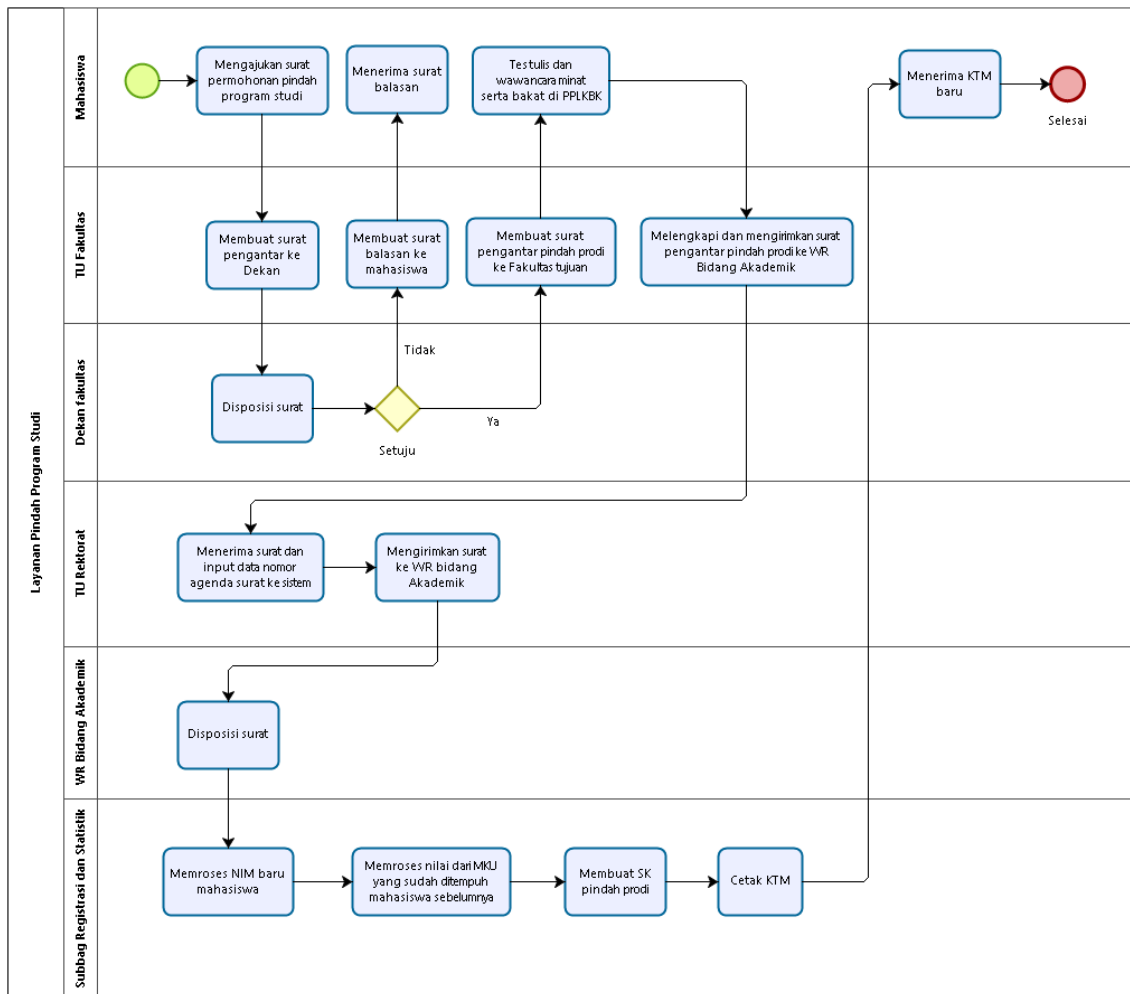 Layanan Pindah Program Studi
Mahasiswa
Mengajukan surat
permohonan pindah
program studi
Menerima surat
balasan
Tes tulis dan
wawancara minat
serta bakat di PPLKBK
Menerima KTM
baru
Selesai
TU Fakultas
Membuat surat
pengantar ke
Dekan
Membuat surat
balasan ke
mahasiswa
Membuat surat
pengantar pindah prodi
ke Fakultas tujuan
Melengkapi dan mengirimkan surat
pengantar pindah prodi ke WR
Bidang Akademik
Dekan fakultas
Disposisi surat
Tidak
Ya
Setuju
TU Rektorat
Menerima surat dan
input data nomor
agenda surat ke sistem
Mengirimkan surat
ke WR bidang
Akademik
WR Bidang Akademik
Disposisi surat
Subbag Registrasi dan Statistik
Memroses NIM baru
mahasiswa
Memroses nilai dari MKU
yang sudah ditempuh
mahasiswa sebelumnya
Membuat SK
pindah prodi
Cetak KTM